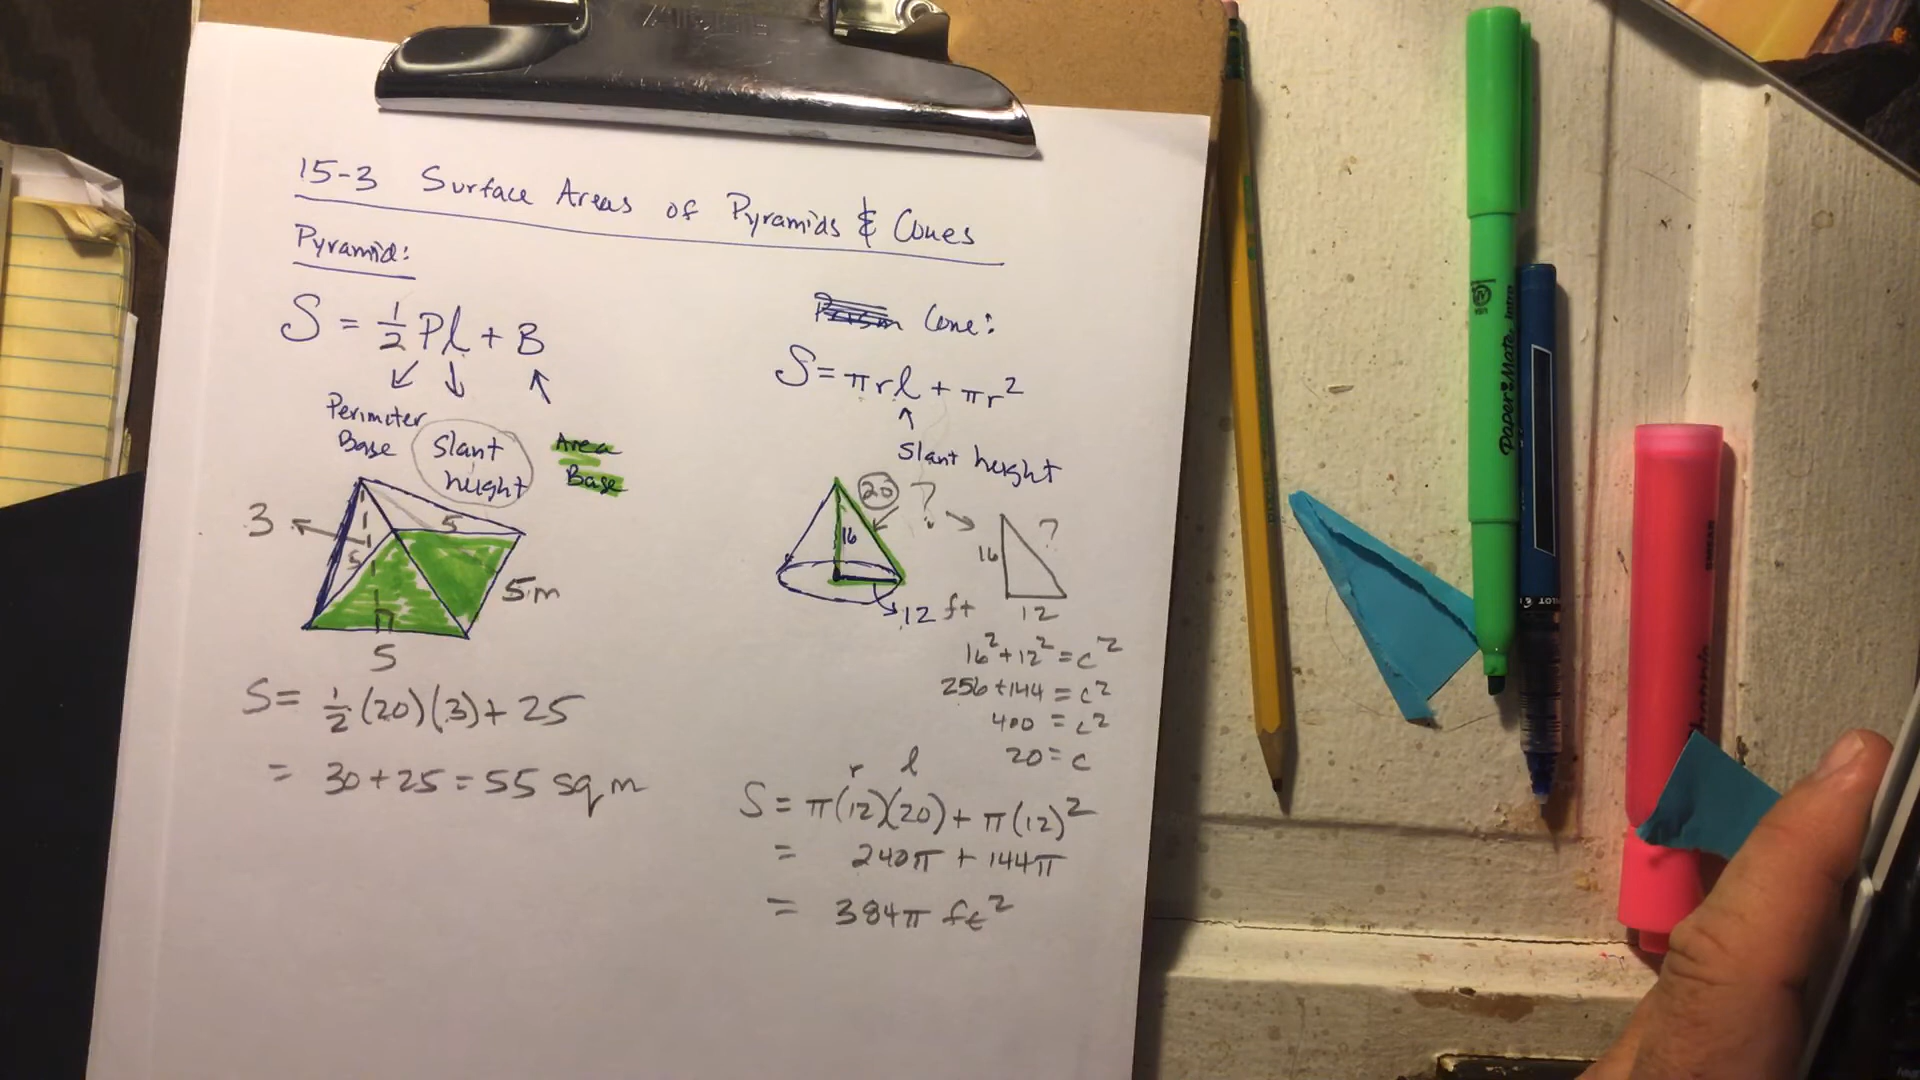 15-3 Surface Areas of Pyramids & Cones
Pyramid:
S = 1/2 Pl + B
Perimeter
Base
Slant
height
Area
Base
3
5
5
5 m
5
S = 1/2 (20)(3) + 25
= 30 + 25 = 55 sq m
Cone:
S = πrl + πr²
Slant height
20
?
16
12 ft
16
?
12
16² + 12² = c²
256 + 144 = c²
400 = c²
20 = c
r l
S = π(12)(20) + π(12)²
= 240π + 144π
= 384π ft²
Paper Mate